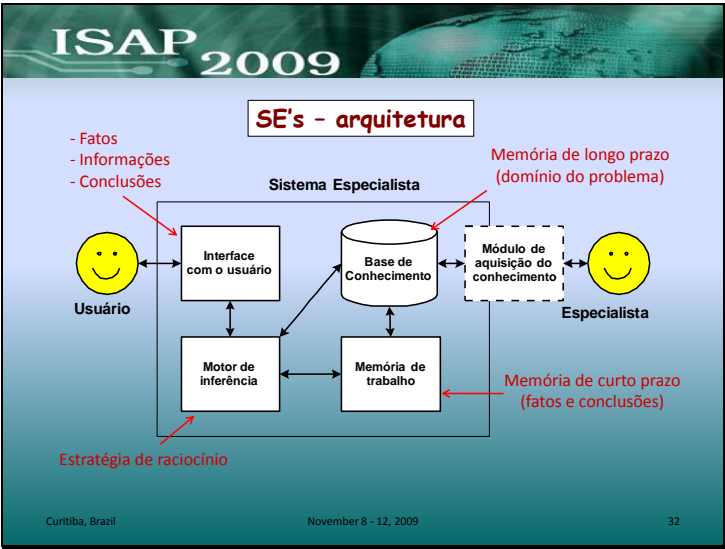 ISAP
2009
SE's – arquitetura
- Fatos
- Informações
- Conclusões
Memória de longo prazo
(domínio do problema)
Sistema Especialista
Interface
com o usuário
Base de
Conhecimento
Módulo de
aquisição do
conhecimento
Usuário
Especialista
Motor de
inferência
Memória de
trabalho
Memória de curto prazo
(fatos e conclusões)
Estratégia de raciocínio
Curitiba, Brazil
November 8 - 12, 2009
32